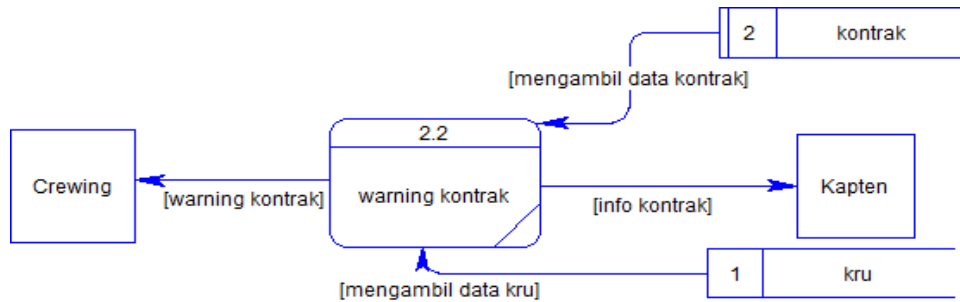 2 kontrak
[mengambil data kontrak]
2.2
Crewing
warning kontrak
Kapten
[warning kontrak]
[info kontrak]
1 kru
[mengambil data kru]